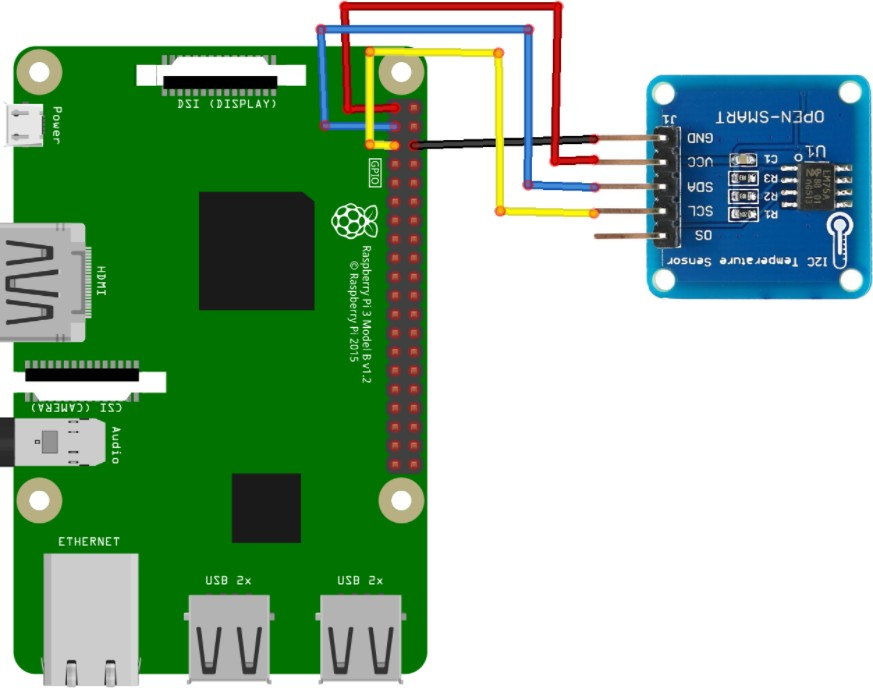 DSI (DISPLAY)
Power
GPIO
HDMI
Raspberry Pi 3 Model B v1.2
© Raspberry Pi 2015
CSI (CAMERA)
Audio
ETHERNET
USB 2x
USB 2x
OPEN-SMART
J1
U1
GND
VCC
SDA
SCL
OS
C1
R3
R2
R1
LM75A
I2C Temperature Sensor